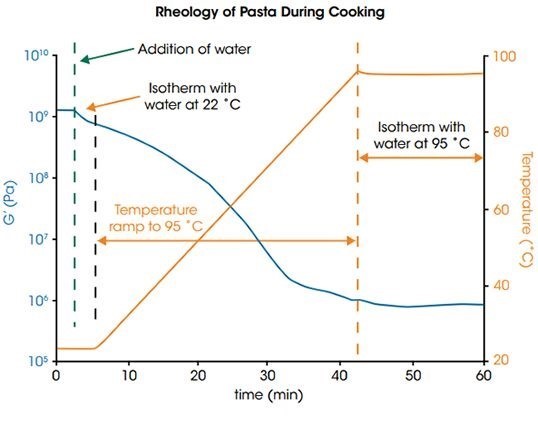 Rheology of Pasta During Cooking
Addition of water
Isotherm with
water at 22 ˚C
Isotherm with
water at 95 ˚C
Temperature
ramp to 95 ˚C
G' (Pa)
10¹⁰
10⁹
10⁸
10⁷
10⁶
10⁵
100
80
60
40
20
Temperature (˚C)
0 10 20 30 40 50 60
time (min)